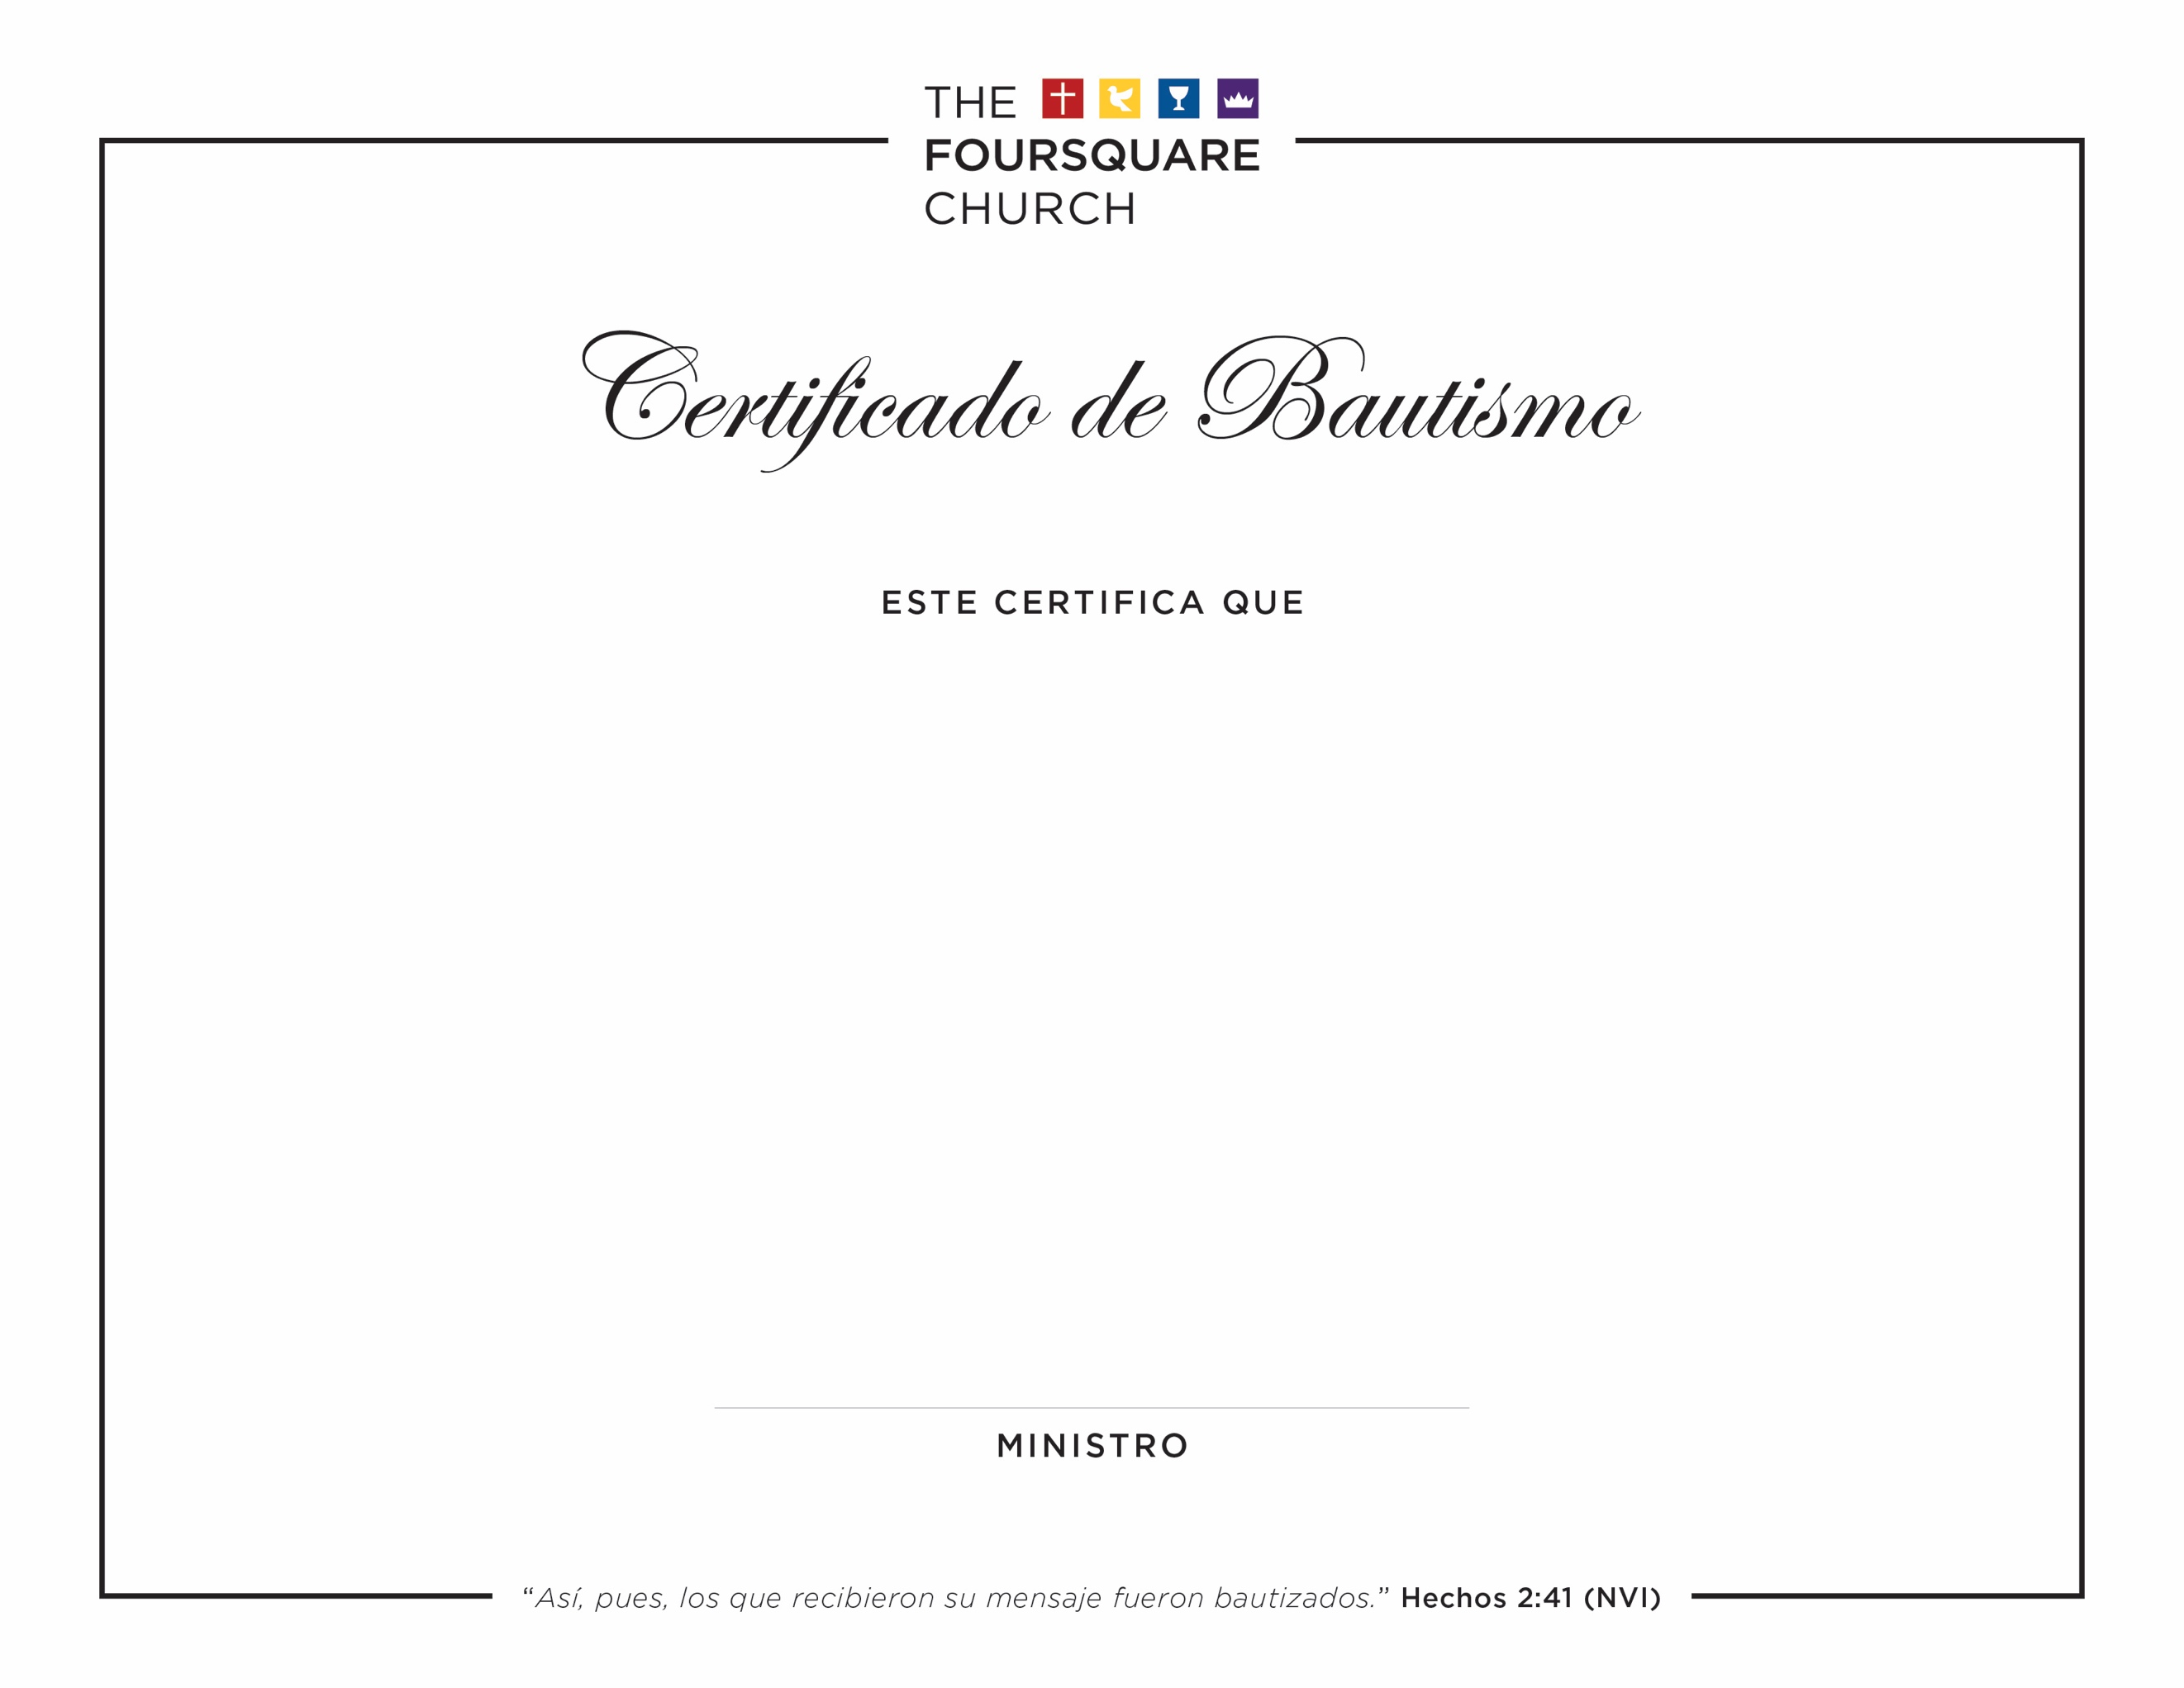 THE
FOURSQUARE
CHURCH
Certificado de Bautismo
ESTE CERTIFICA QUE
MINISTRO
“Así, pues, los que recibieron su mensaje fueron bautizados.” Hechos 2:41 (NVI)